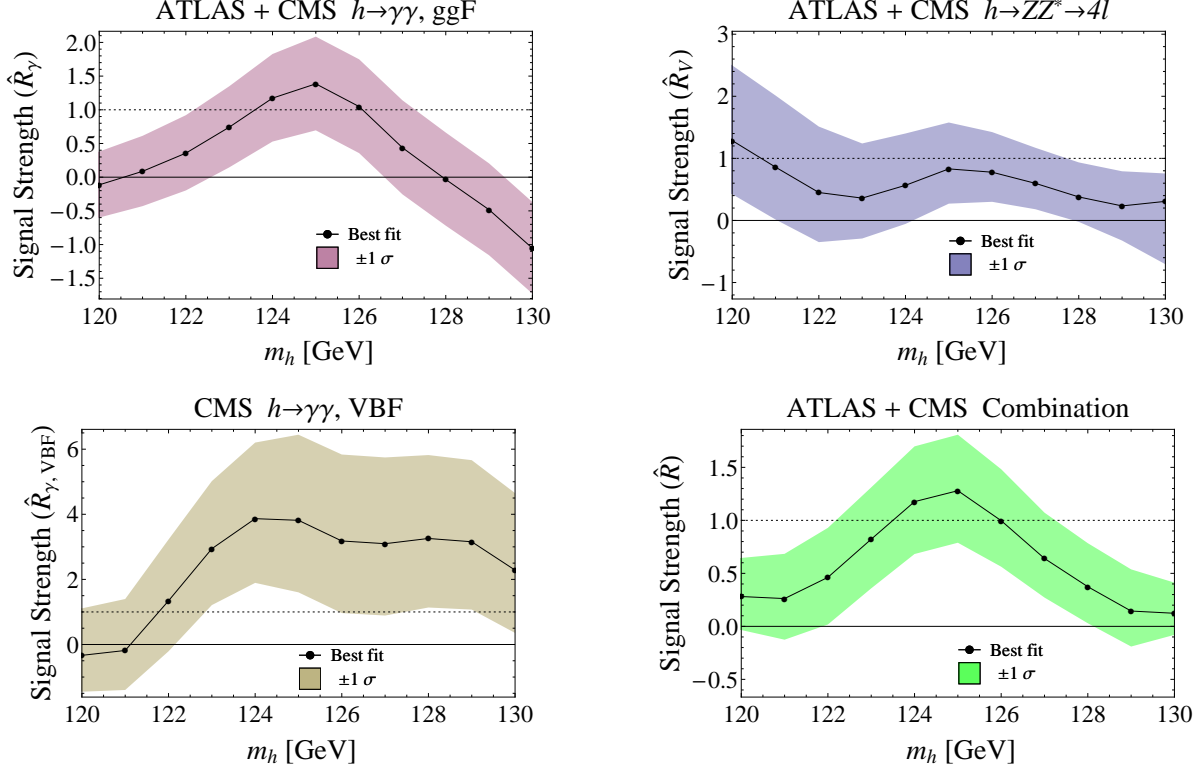 ATLAS + CMS h→γγ, ggF
Signal Strength (R̂γ)
2.0
1.5
1.0
0.5
0.0
−0.5
−1.0
−1.5
Best fit
±1 σ
120 122 124 126 128 130
m_h [GeV]
ATLAS + CMS h→ZZ*→4l
Signal Strength (R̂V)
3
2
1
0
−1
Best fit
±1 σ
120 122 124 126 128 130
m_h [GeV]
CMS h→γγ, VBF
Signal Strength (R̂γ, VBF)
6
4
2
0
Best fit
±1 σ
120 122 124 126 128 130
m_h [GeV]
ATLAS + CMS Combination
Signal Strength (R̂)
1.5
1.0
0.5
0.0
−0.5
Best fit
±1 σ
120 122 124 126 128 130
m_h [GeV]